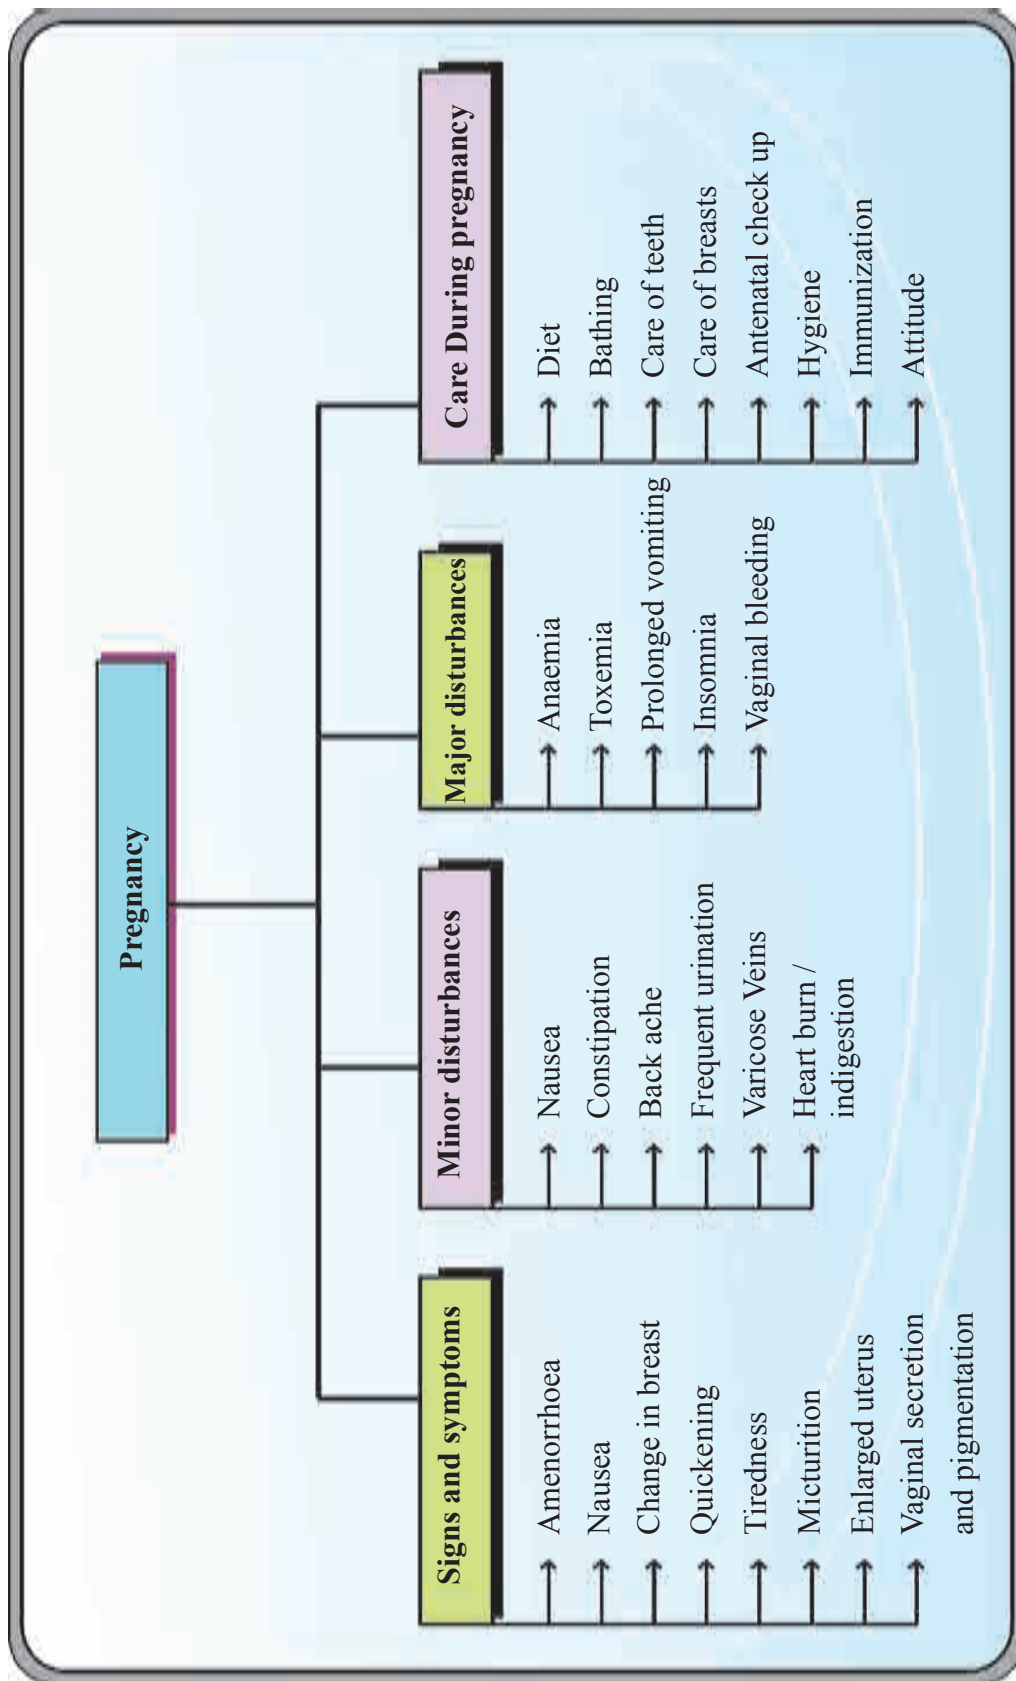 Pregnancy
Signs and symptoms
Amenorrhoea
Nausea
Change in breast
Quickening
Tiredness
Micturition
Enlarged uterus
Vaginal secretion
and pigmentation
Minor disturbances
Nausea
Constipation
Back ache
Frequent urination
Varicose Veins
Heart burn /
indigestion
Major disturbances
Anaemia
Toxemia
Prolonged vomiting
Insomnia
Vaginal bleeding
Care During pregnancy
Diet
Bathing
Care of teeth
Care of breasts
Antenatal check up
Hygiene
Immunization
Attitude